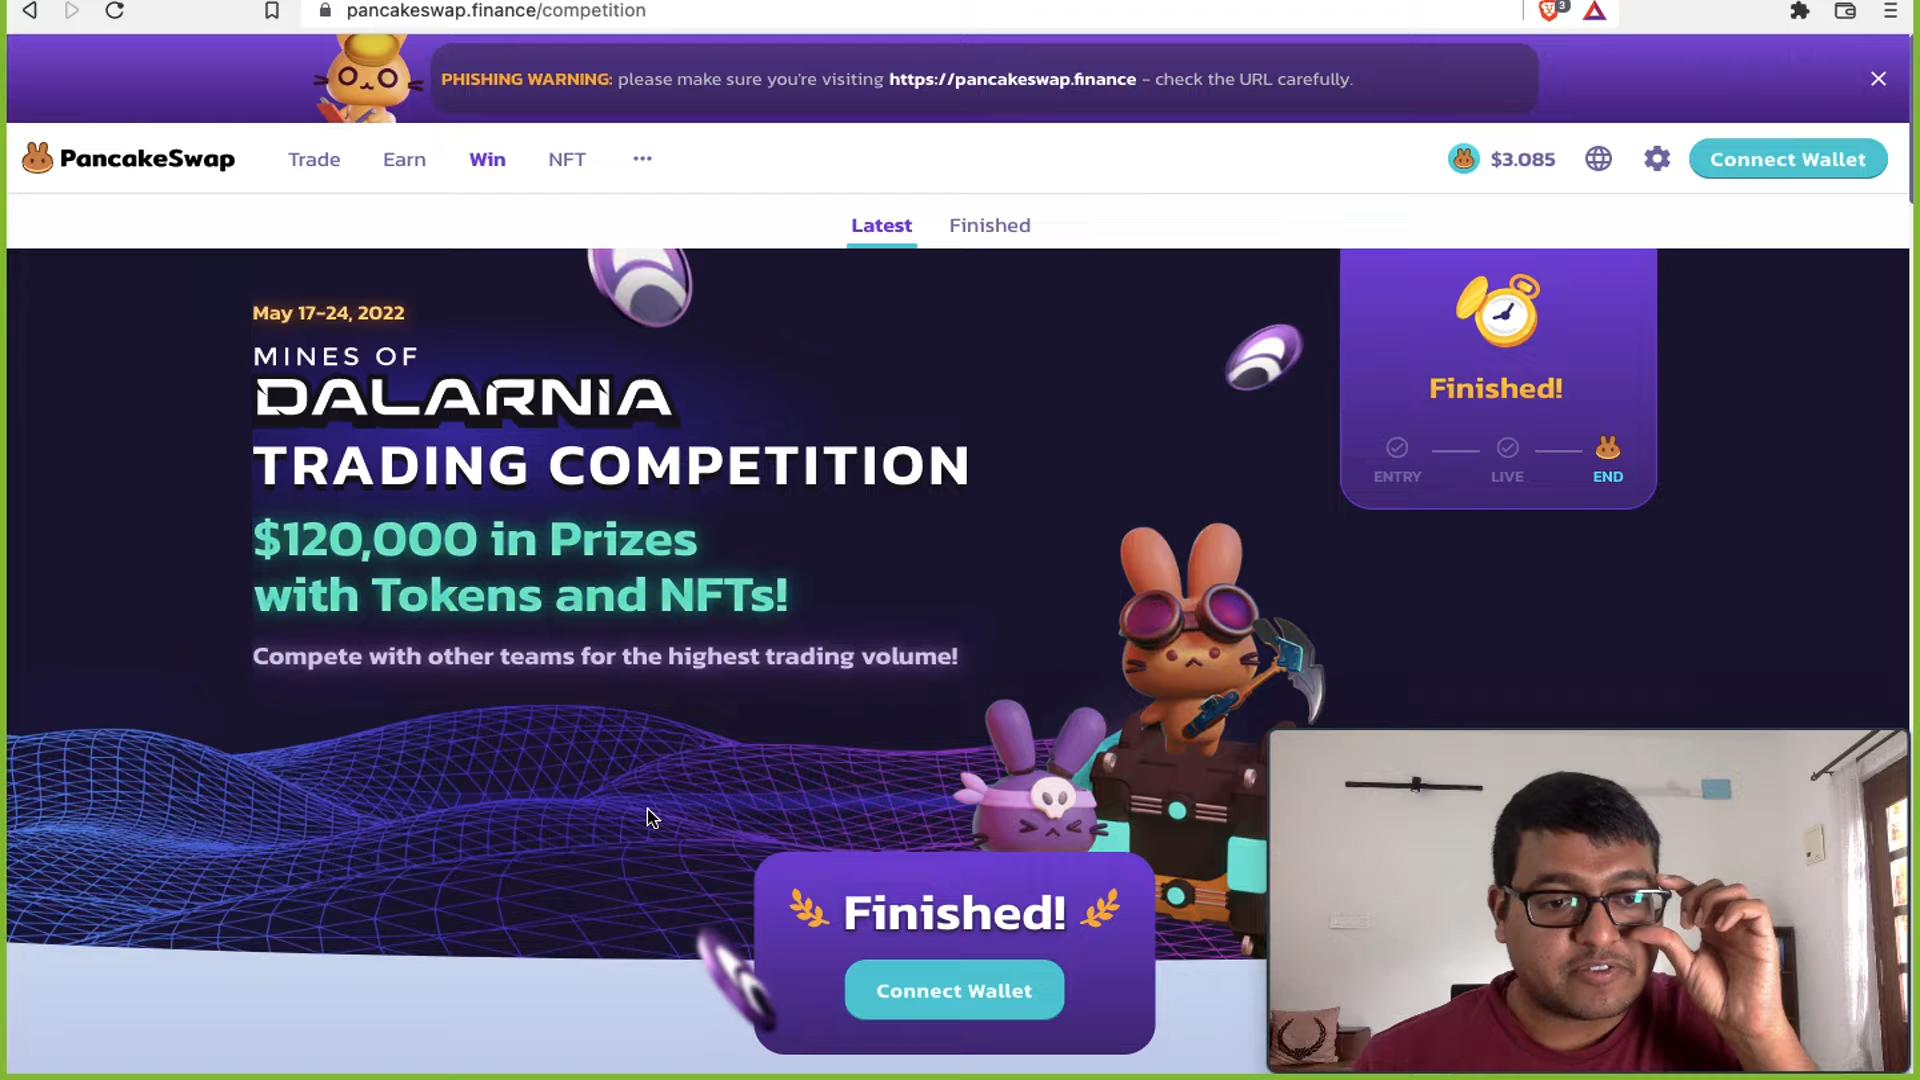 pancakeswap.finance/competition
3
PHISHING WARNING: please make sure you're visiting https://pancakeswap.finance - check the URL carefully.
PancakeSwap
Trade
Earn
Win
NFT
$3.085
Connect Wallet
Latest
Finished
May 17-24, 2022
MINES OF
DALARNIA
TRADING COMPETITION
$120,000 in Prizes
with Tokens and NFTs!
Compete with other teams for the highest trading volume!
Finished!
ENTRY
LIVE
END
Finished!
Connect Wallet